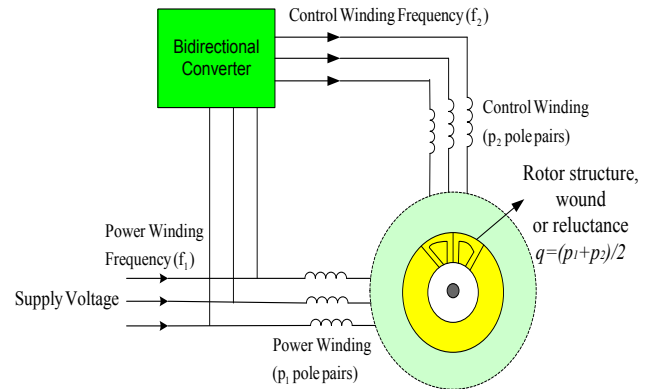 Control Winding Frequency (f₂)
Bidirectional
Converter
Control Winding
(p₂ pole pairs)
Rotor structure,
wound
or reluctance
q=(p₁+p₂)/2
Power Winding
Frequency (f₁)
Supply Voltage
Power Winding
(p₁ pole pairs)